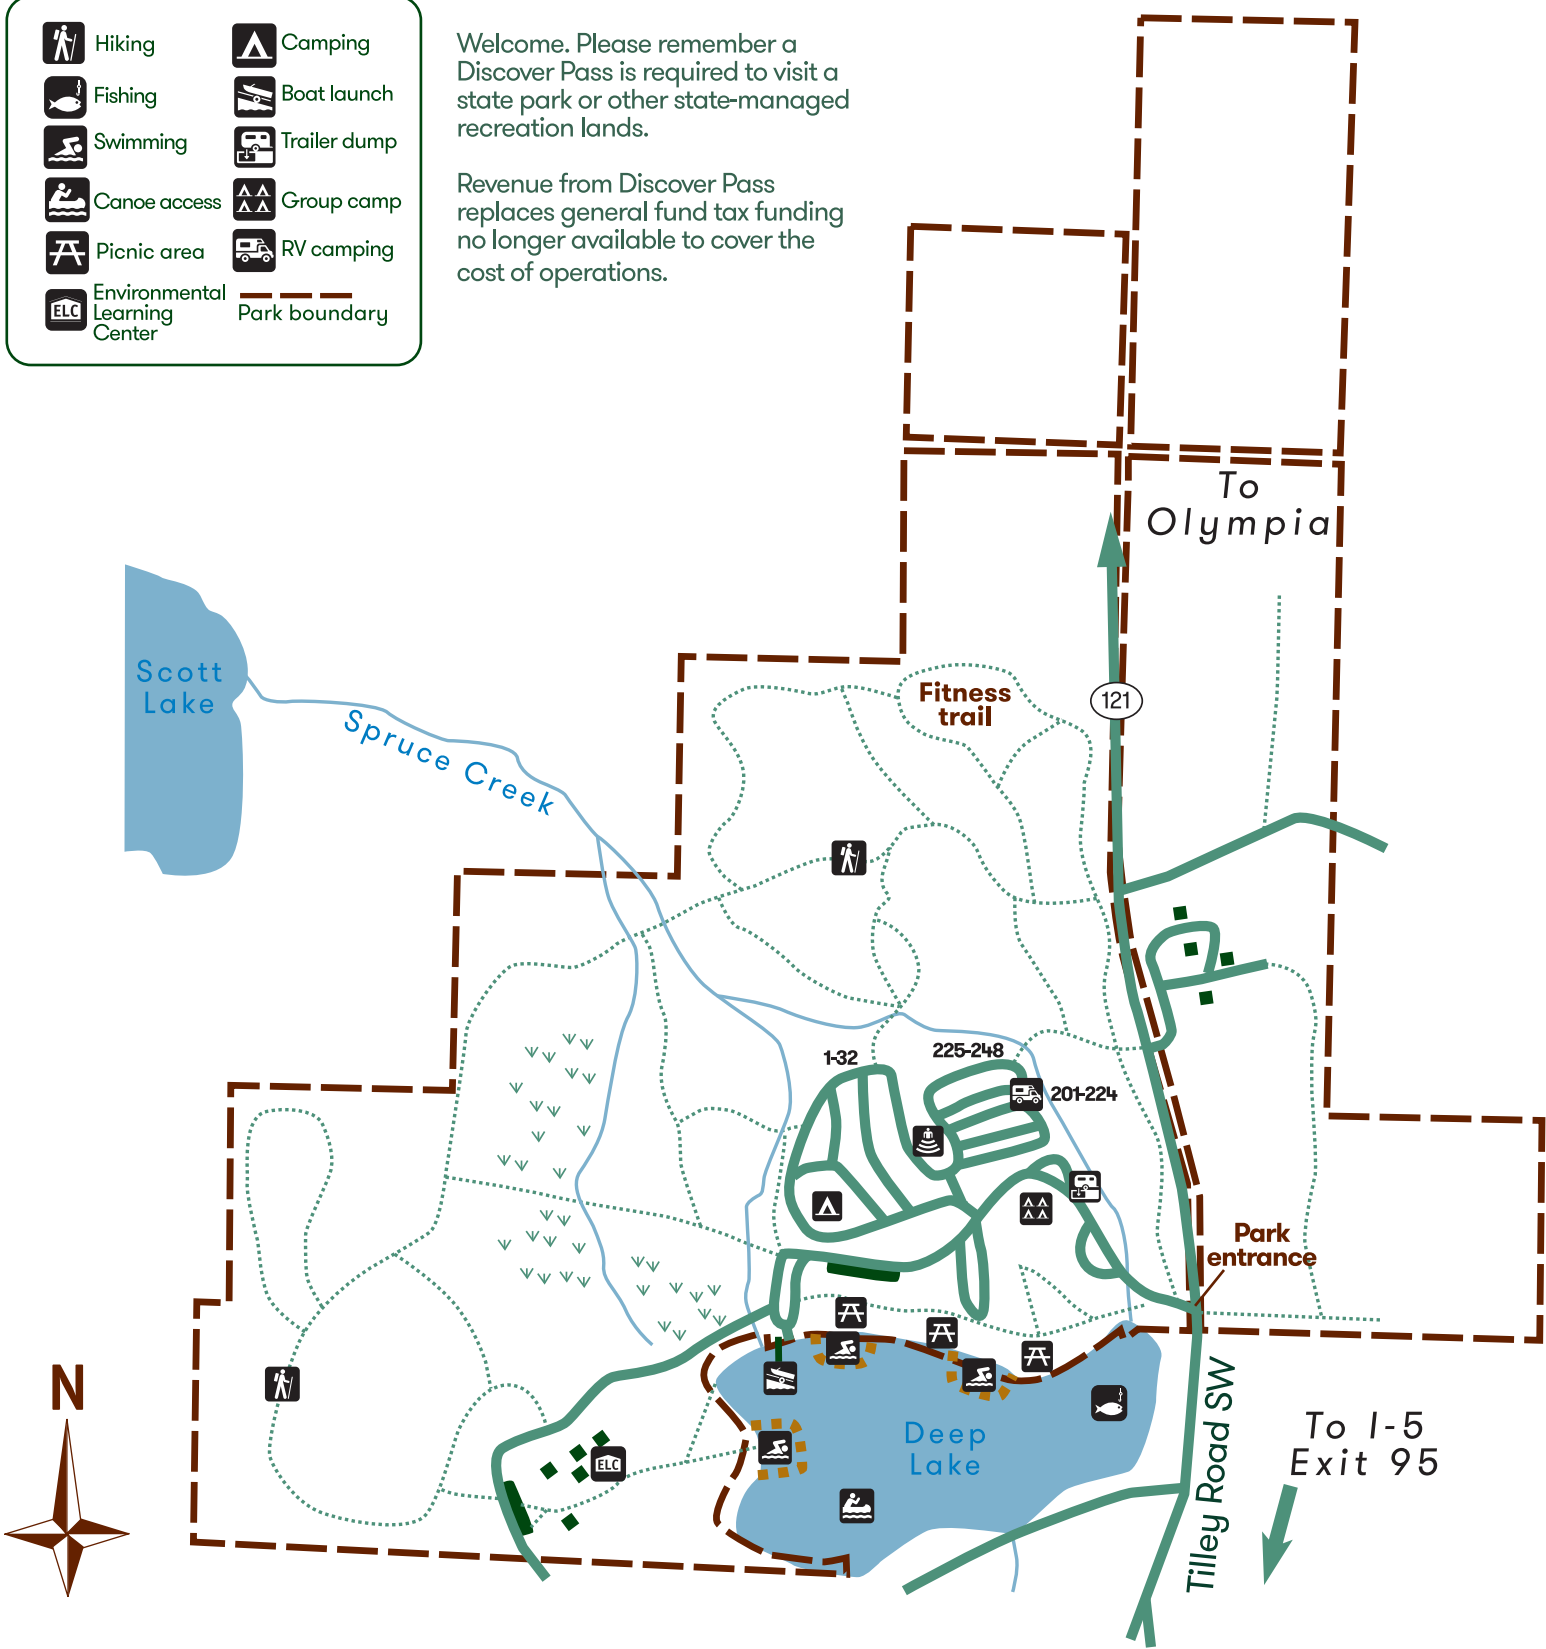 Hiking
Fishing
Swimming
Canoe access
Picnic area
ELC
Environmental
Learning
Center
Camping
Boat launch
Trailer dump
Group camp
RV camping
Park boundary
Welcome. Please remember a
Discover Pass is required to visit a
state park or other state-managed
recreation lands.
Revenue from Discover Pass
replaces general fund tax funding
no longer available to cover the
cost of operations.
To
Olympia
Scott
Lake
Spruce Creek
Fitness
trail
121
1-32
225-248
201-224
Park
entrance
N
ELC
Deep
Lake
Tilley Road SW
To I-5
Exit 95